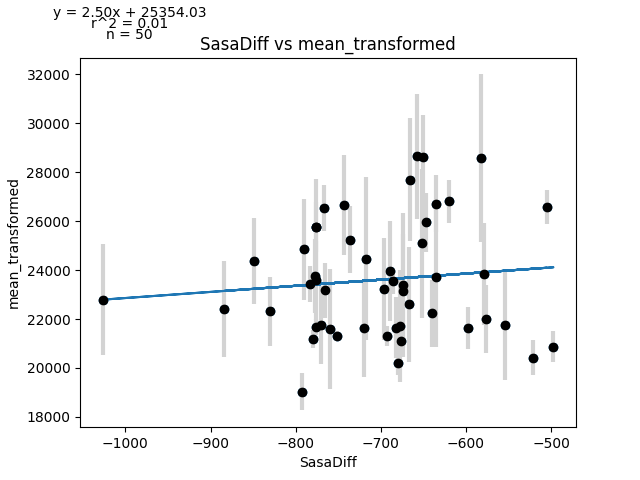 y = 2.50x + 25354.03
r^2 = 0.01
n = 50
SasaDiff vs mean_transformed
32000
30000
28000
26000
24000
22000
20000
18000
mean_transformed
−1000
−900
−800
−700
−600
−500
SasaDiff